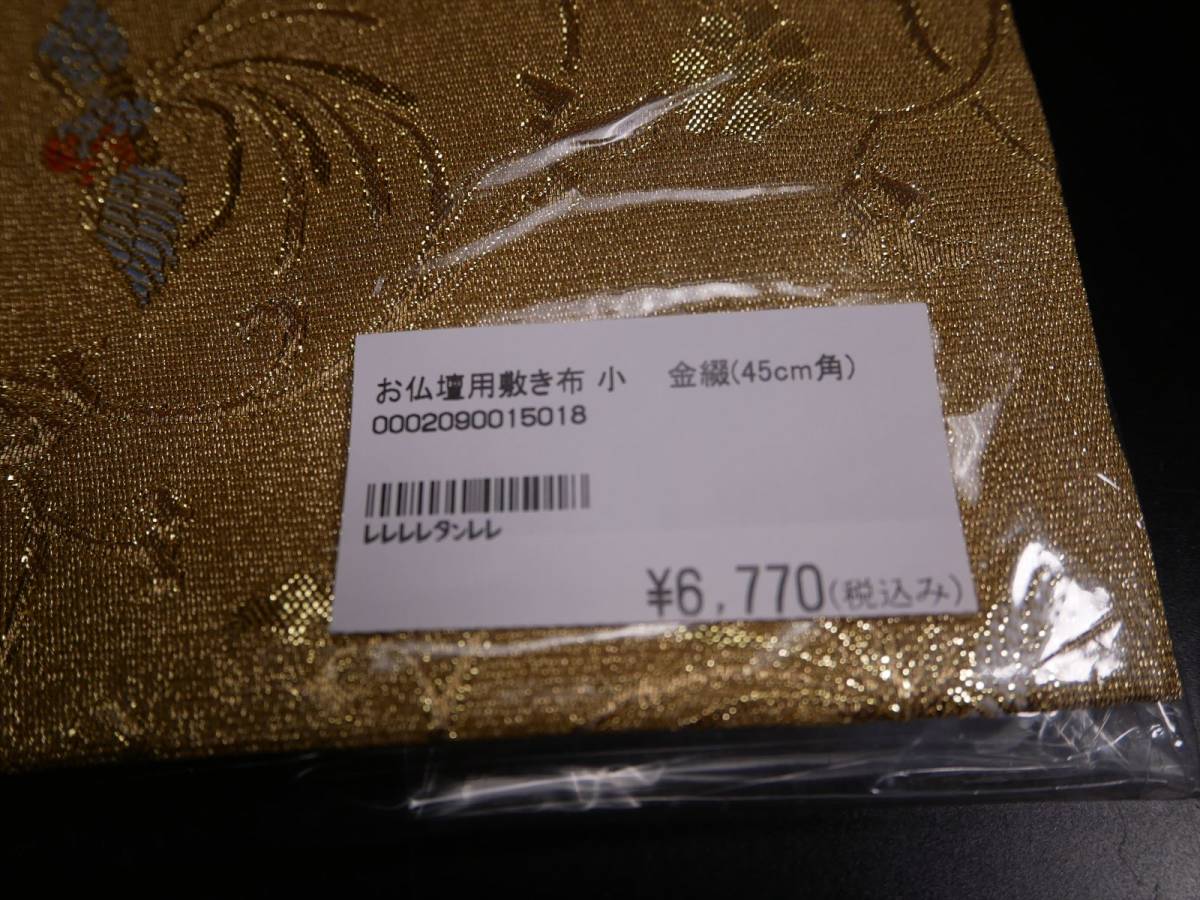 お仏壇用敷き布 小 金綴(45cm角)
0002090015018
レレレレタンレレ
¥6,770(税込み)